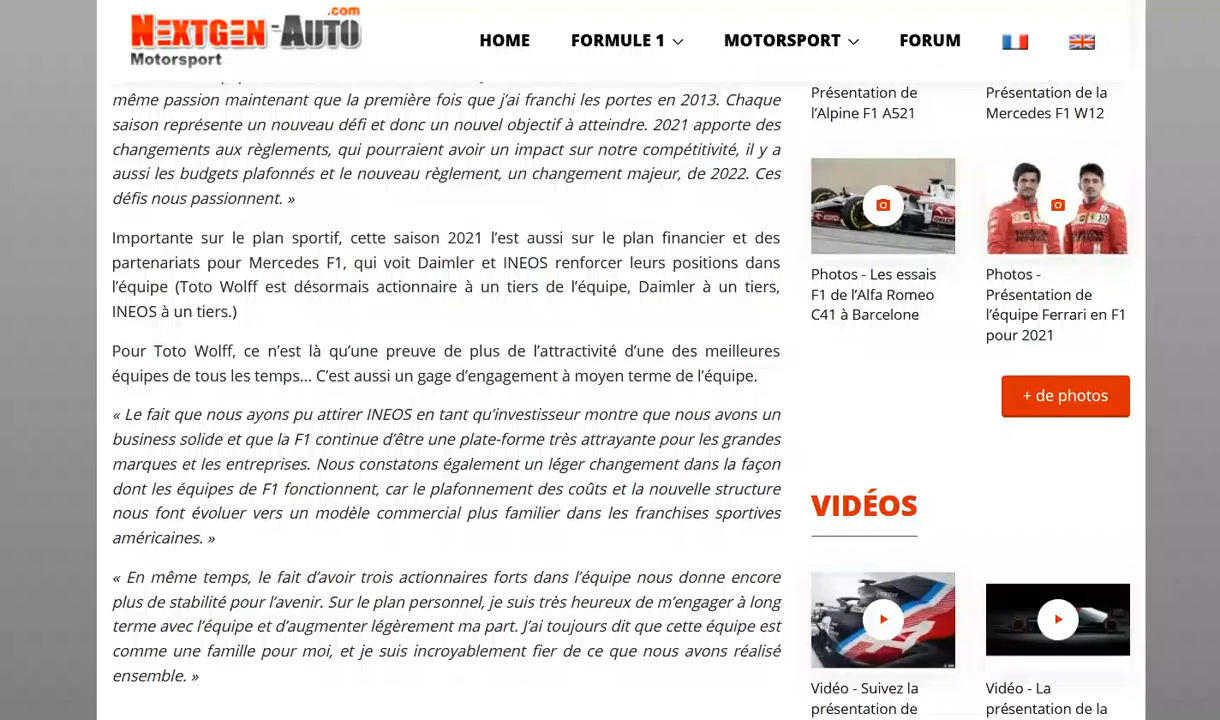 .com
NEXTGEN-AUTO
Motorsport
HOME
FORMULE 1
MOTORSPORT
FORUM
même passion maintenant que la première fois que j’ai franchi les portes en 2013. Chaque
saison représente un nouveau défi et donc un nouvel objectif à atteindre. 2021 apporte des
changements aux règlements, qui pourraient avoir un impact sur notre compétitivité, il y a
aussi les budgets plafonnés et le nouveau règlement, un changement majeur, de 2022. Ces
défis nous passionnent. »
Importante sur le plan sportif, cette saison 2021 l’est aussi sur le plan financier et des
partenariats pour Mercedes F1, qui voit Daimler et INEOS renforcer leurs positions dans
l’équipe (Toto Wolff est désormais actionnaire à un tiers de l’équipe, Daimler à un tiers,
INEOS à un tiers.)
Pour Toto Wolff, ce n’est là qu’une preuve de plus de l’attractivité d’une des meilleures
équipes de tous les temps... C’est aussi un gage d’engagement à moyen terme de l’équipe.
« Le fait que nous ayons pu attirer INEOS en tant qu’investisseur montre que nous avons un
business solide et que la F1 continue d’être une plate-forme très attrayante pour les grandes
marques et les entreprises. Nous constatons également un léger changement dans la façon
dont les équipes de F1 fonctionnent, car le plafonnement des coûts et la nouvelle structure
nous font évoluer vers un modèle commercial plus familier dans les franchises sportives
américaines. »
« En même temps, le fait d’avoir trois actionnaires forts dans l’équipe nous donne encore
plus de stabilité pour l’avenir. Sur le plan personnel, je suis très heureux de m’engager à long
terme avec l’équipe et d’augmenter légèrement ma part. J’ai toujours dit que cette équipe est
comme une famille pour moi, et je suis incroyablement fier de ce que nous avons réalisé
ensemble. »
Présentation de
l’Alpine F1 A521
Présentation de la
Mercedes F1 W12
Photos - Les essais
F1 de l’Alfa Romeo
C41 à Barcelone
Photos -
Présentation de
l’équipe Ferrari en F1
pour 2021
+ de photos
VIDÉOS
Vidéo - Suivez la
présentation de
Vidéo - La
présentation de la